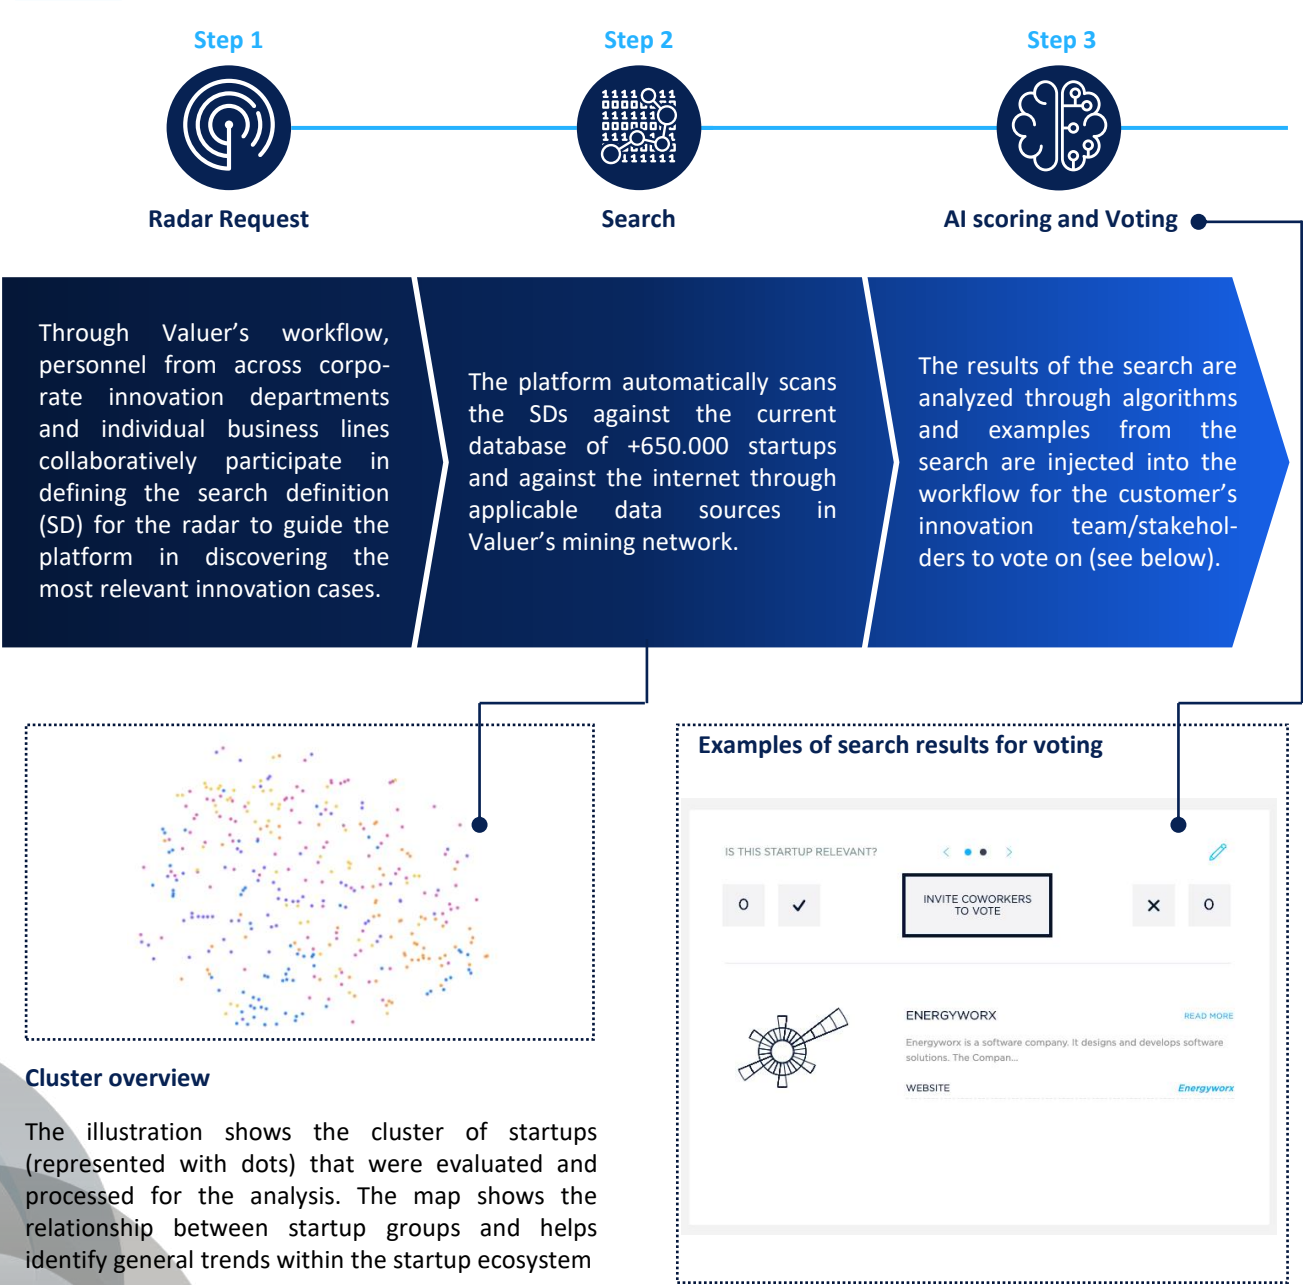 Step 1
Step 2
Step 3
Radar Request
Search
AI scoring and Voting
Through Valuer’s workflow,
personnel from across corpo-
rate innovation departments
and individual business lines
collaboratively participate in
defining the search definition
(SD) for the radar to guide the
platform in discovering the
most relevant innovation cases.
The platform automatically scans
the SDs against the current
database of +650.000 startups
and against the internet through
applicable data sources in
Valuer’s mining network.
The results of the search are
analyzed through algorithms
and examples from the
search are injected into the
workflow for the customer’s
innovation team/stakehol-
ders to vote on (see below).
Cluster overview
The illustration shows the cluster of startups
(represented with dots) that were evaluated and
processed for the analysis. The map shows the
relationship between startup groups and helps
identify general trends within the startup ecosystem
Examples of search results for voting
IS THIS STARTUP RELEVANT?
0
INVITE COWORKERS
TO VOTE
0
ENERGYWORX
READ MORE
Energyworx is a software company. It designs and develops software
solutions. The Compan...
WEBSITE
Energyworx